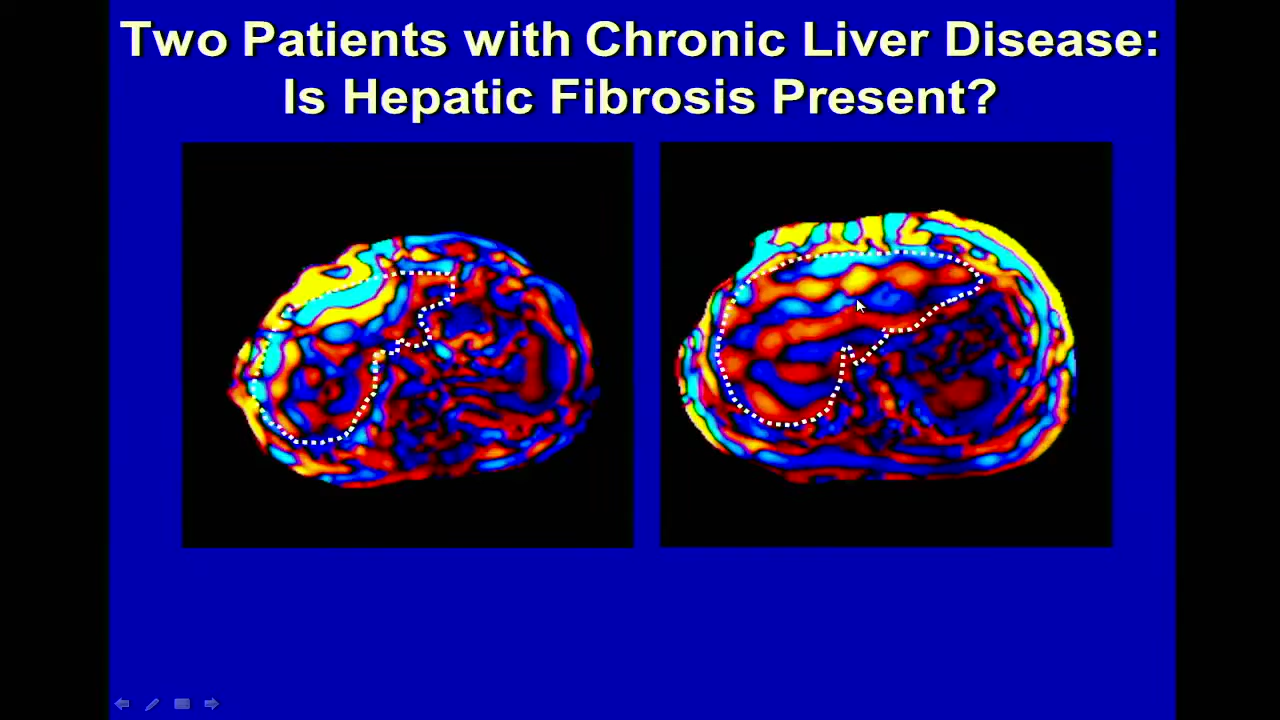 Two Patients with Chronic Liver Disease:
Is Hepatic Fibrosis Present?